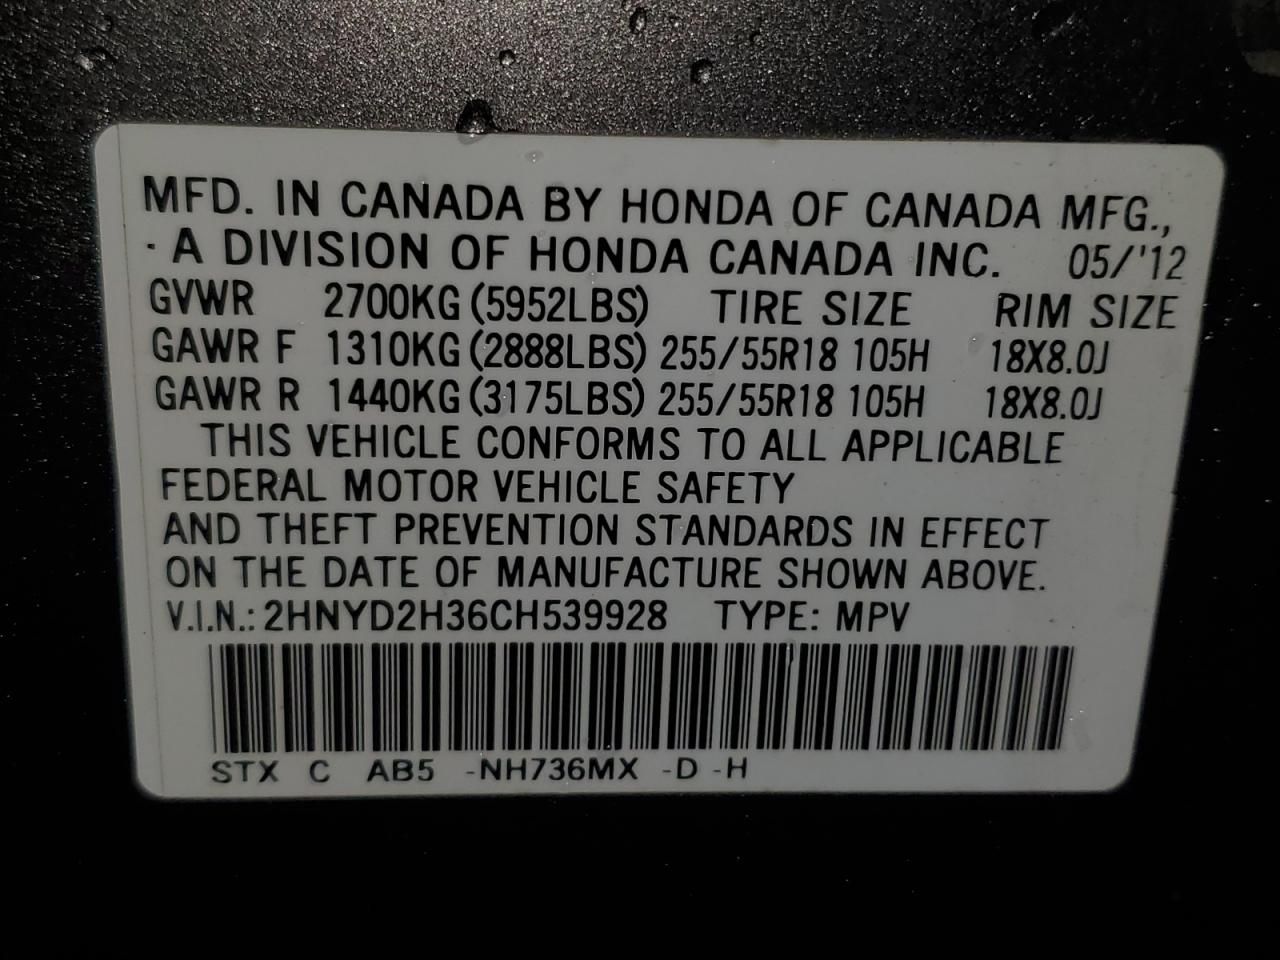 MFD. IN CANADA BY HONDA OF CANADA MFG.,
· A DIVISION OF HONDA CANADA INC. 05/'12
GVWR 2700KG (5952LBS) TIRE SIZE RIM SIZE
GAWR F 1310KG (2888LBS) 255/55R18 105H 18X8.0J
GAWR R 1440KG (3175LBS) 255/55R18 105H 18X8.0J
THIS VEHICLE CONFORMS TO ALL APPLICABLE
FEDERAL MOTOR VEHICLE SAFETY
AND THEFT PREVENTION STANDARDS IN EFFECT
ON THE DATE OF MANUFACTURE SHOWN ABOVE.
V.I.N.: 2HNYD2H36CH539928 TYPE: MPV
STX C AB5 -NH736MX -D -H